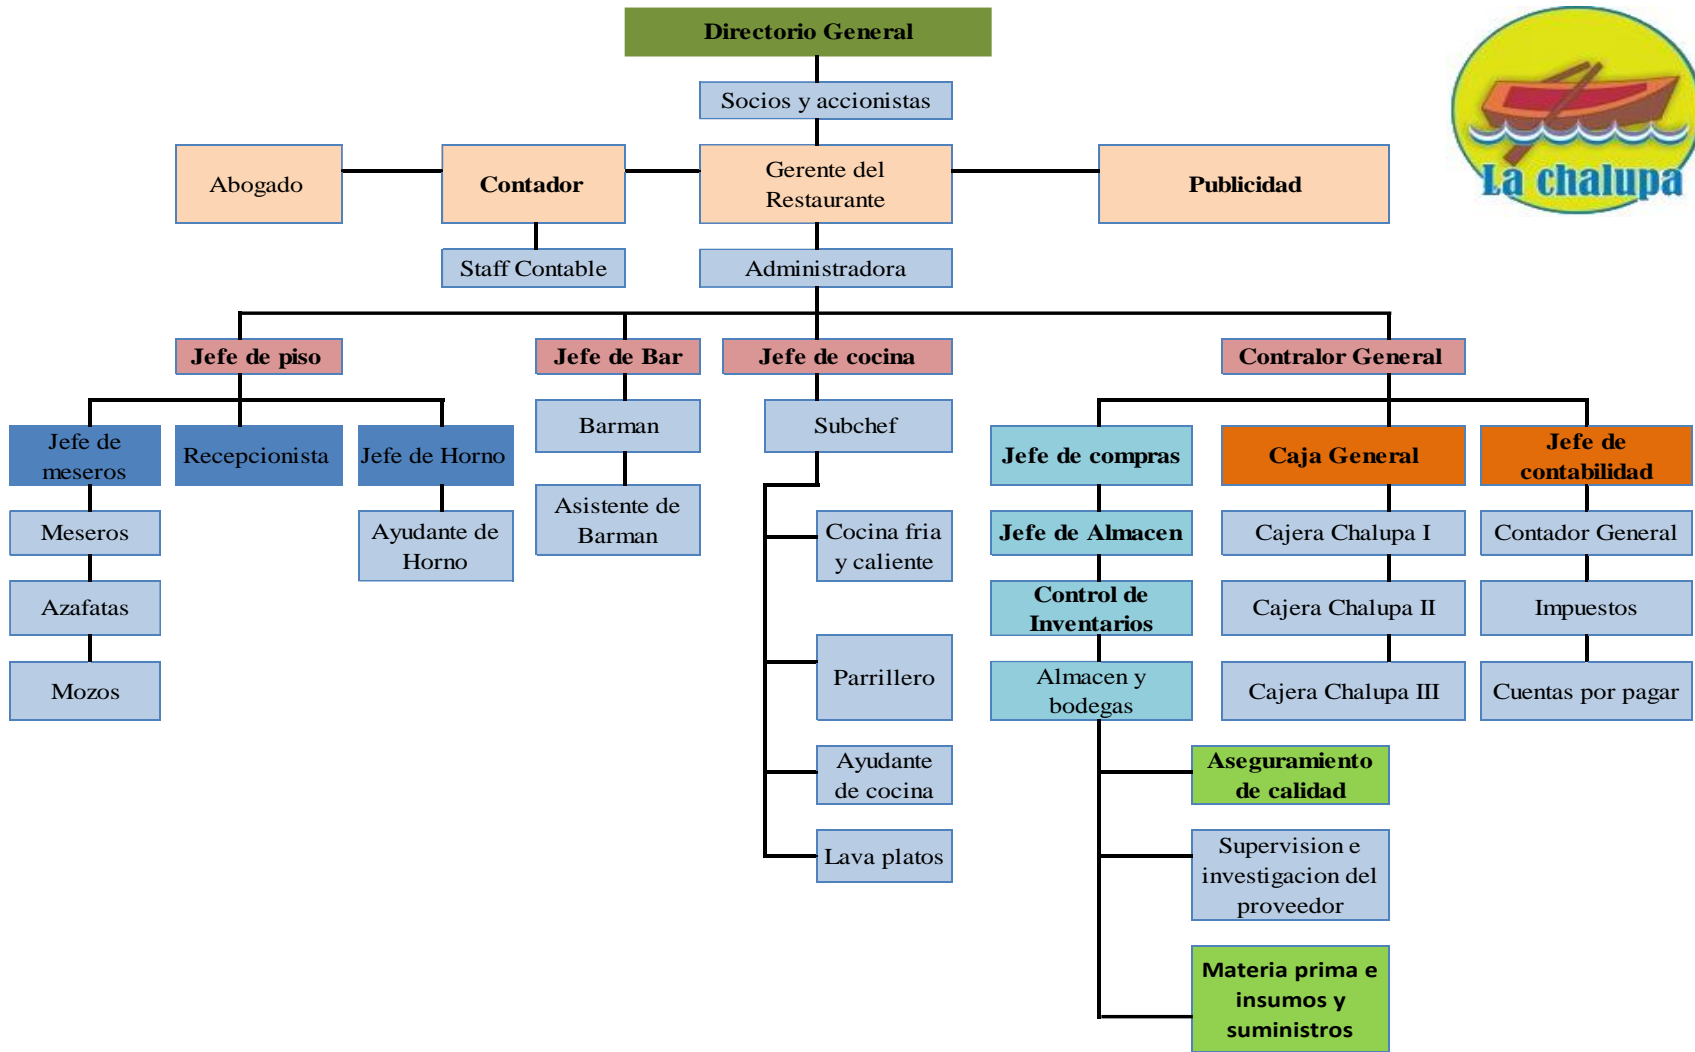 Directorio General
Socios y accionistas
Abogado
Contador
Gerente del
Restaurante
Publicidad
La chalupa
Staff Contable
Administradora
Jefe de piso
Jefe de Bar
Jefe de cocina
Contralor General
Jefe de
meseros
Recepcionista
Jefe de Horno
Barman
Subchef
Jefe de compras
Caja General
Jefe de
contabilidad
Meseros
Ayudante de
Horno
Asistente de
Barman
Cocina fria
y caliente
Jefe de Almacen
Cajera Chalupa I
Contador General
Azafatas
Control de
Inventarios
Cajera Chalupa II
Impuestos
Mozos
Parrillero
Almacen y
bodegas
Cajera Chalupa III
Cuentas por pagar
Ayudante
de cocina
Aseguramiento
de calidad
Lava platos
Supervision e
investigacion del
proveedor
Materia prima e
insumos y
suministros